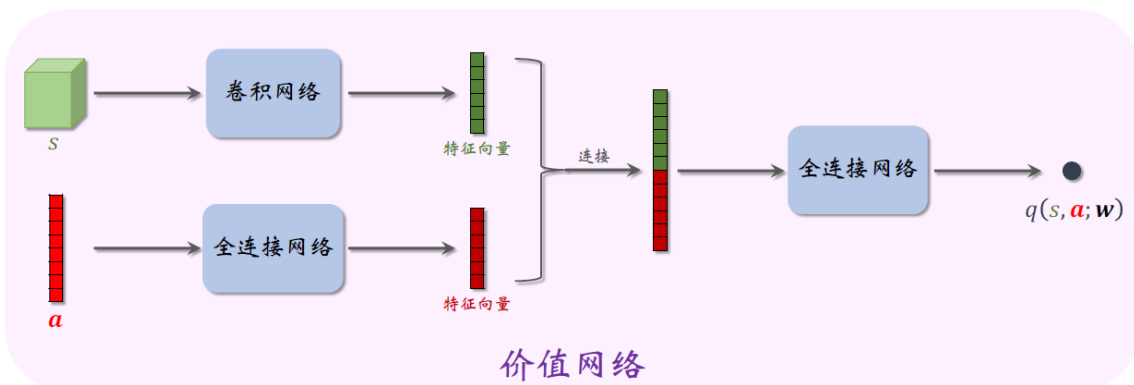 卷积网络
s
特征向量
连接
全连接网络
q(s, a; w)
全连接网络
a
特征向量
价值网络